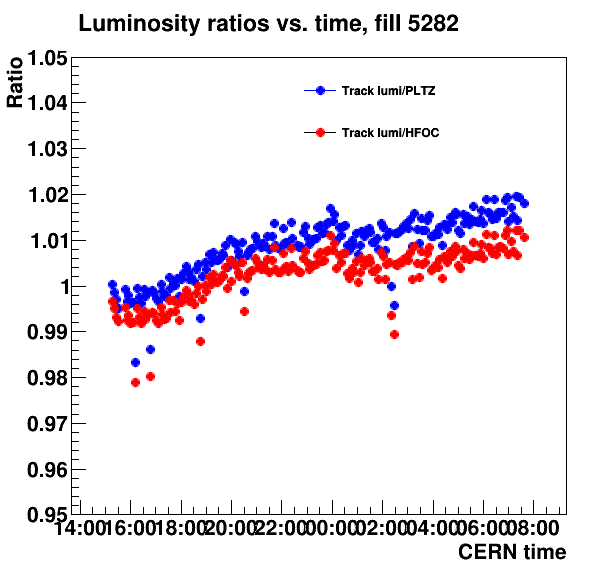 Luminosity ratios vs. time, fill 5282
Ratio
1.05
1.04
1.03
1.02
1.01
1
0.99
0.98
0.97
0.96
0.95
Track lumi/PLTZ
Track lumi/HFOC
14:00 16:00 18:00 20:00 22:00 00:00 02:00 04:00 06:00 08:00
CERN time